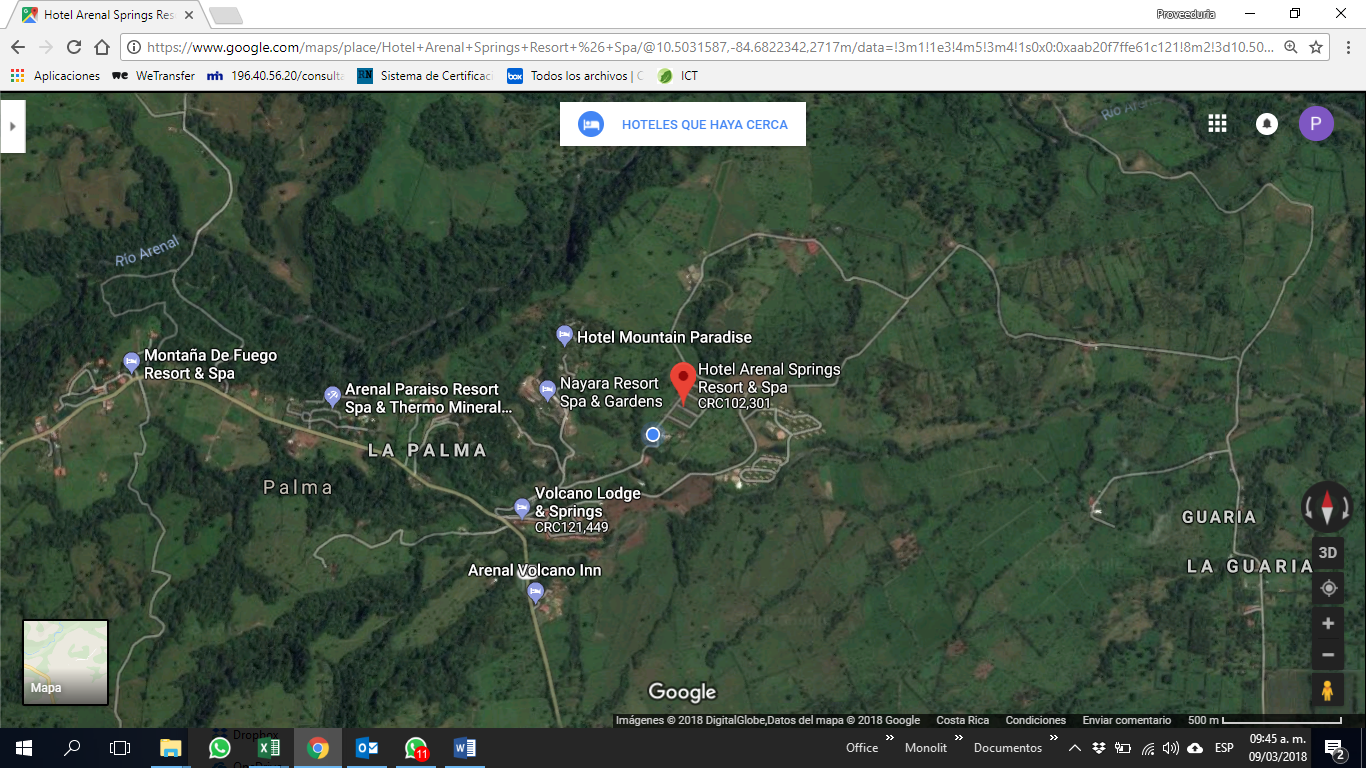 Hotel Arenal Springs Res
Proveeduria
https://www.google.com/maps/place/Hotel+Arenal+Springs+Resort+%26+Spa/@10.5031587,-84.6822342,2717m/data=!3m1!1e3!4m5!3m4!1s0x0:0xaab20f7ffe61c121!8m2!3d10.50...
Aplicaciones
WeTransfer
196.40.56.20/consulta
Sistema de Certificaci
Todos los archivos | C
ICT
HOTELES QUE HAYA CERCA
P
Río Arenal
Hotel Mountain Paradise
Montaña De Fuego
Resort & Spa
Hotel Arenal Springs
Resort & Spa
CRC102,301
Arenal Paraiso Resort
Spa & Thermo Mineral...
Nayara Resort
Spa & Gardens
LA PALMA
Palma
Volcano Lodge
& Springs
CRC121,449
GUARIA
LA GUARIA
Arenal Volcano Inn
3D
Mapa
Google
Imágenes © 2018 DigitalGlobe,Datos del mapa © 2018 Google
Costa Rica
Condiciones
Enviar comentario
500 m
Dropbox
11
Office
Monolit
Documentos
ESP
09:45 a. m.
09/03/2018
2